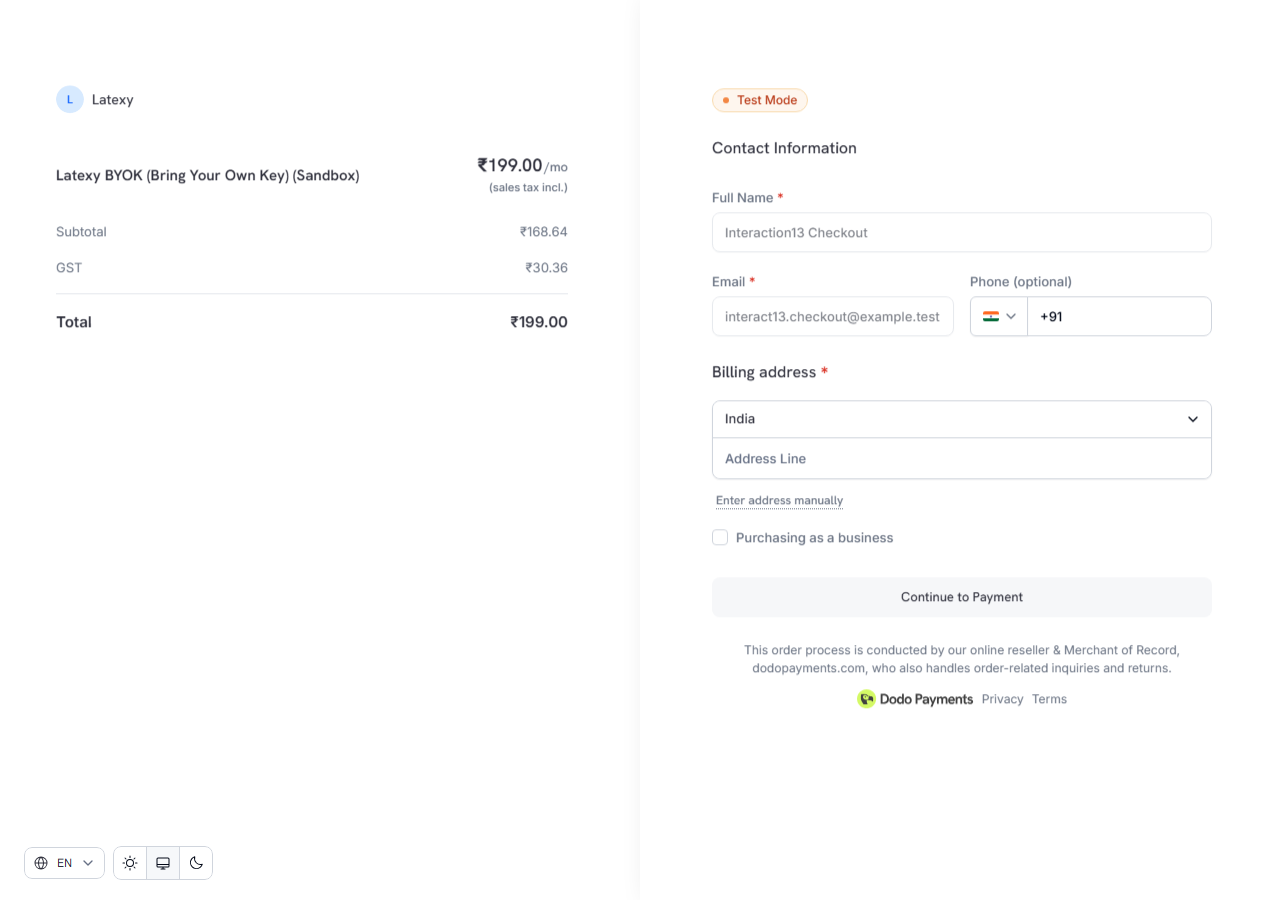 L Latexy
Latexy BYOK (Bring Your Own Key) (Sandbox)
₹199.00 /mo
(sales tax incl.)
Subtotal ₹168.64
GST ₹30.36
Total ₹199.00
EN
Test Mode
Contact Information
Full Name *
Interaction13 Checkout
Email * Phone (optional)
interact13.checkout@example.test +91
Billing address *
India
Address Line
Enter address manually
Purchasing as a business
Continue to Payment
This order process is conducted by our online reseller & Merchant of Record,
dodopayments.com, who also handles order-related inquiries and returns.
Dodo Payments Privacy Terms